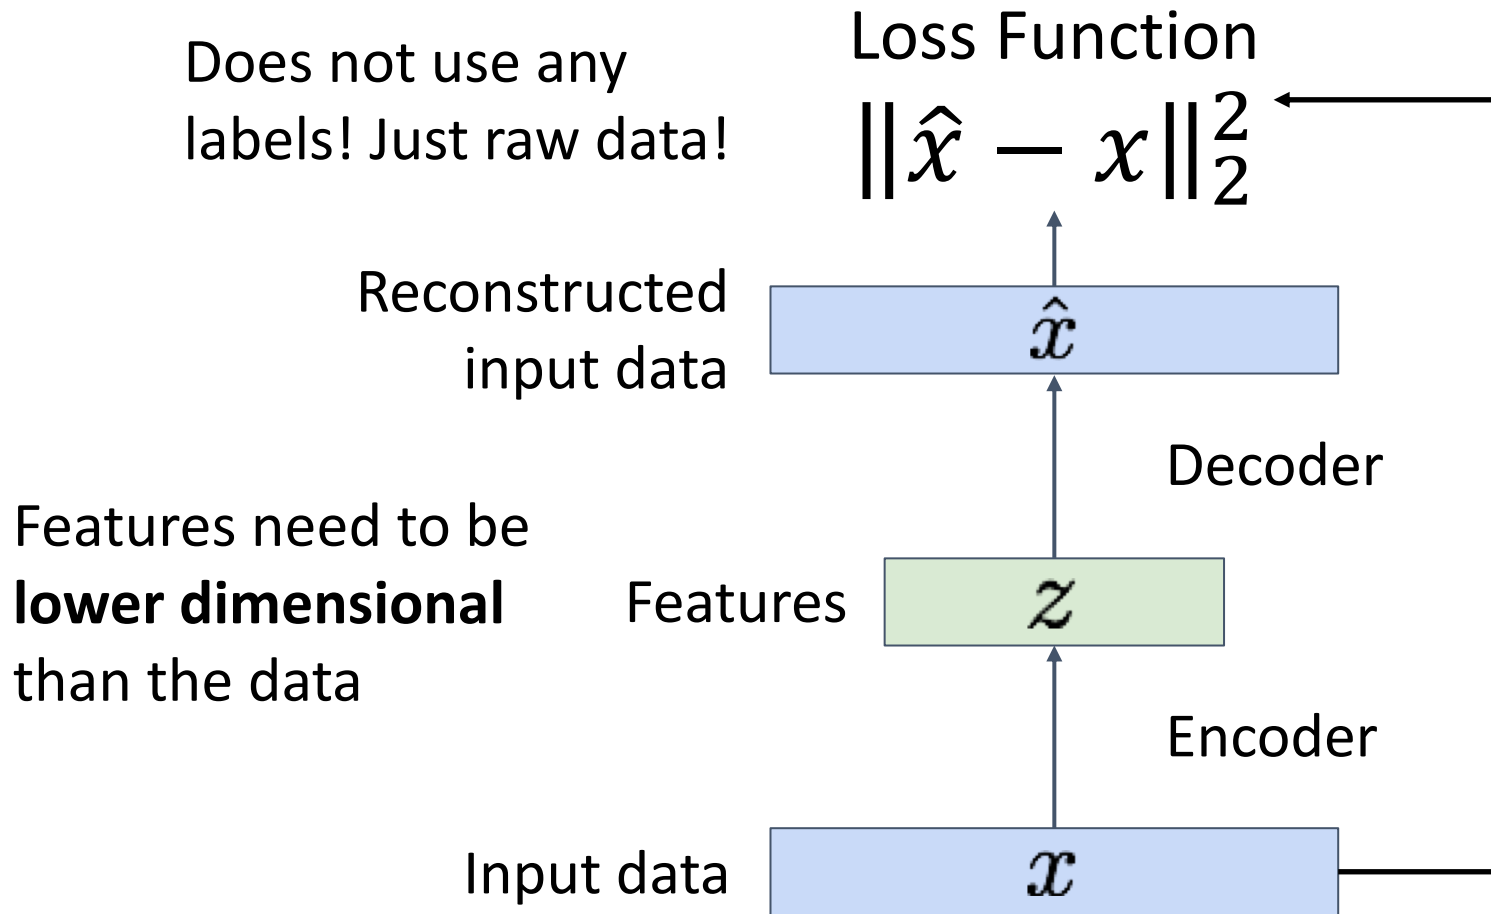 Does not use any
labels! Just raw data!
Loss Function
‖x̂ − x‖₂²
Reconstructed
input data
x̂
Decoder
Features need to be
lower dimensional
than the data
Features
z
Encoder
Input data
x